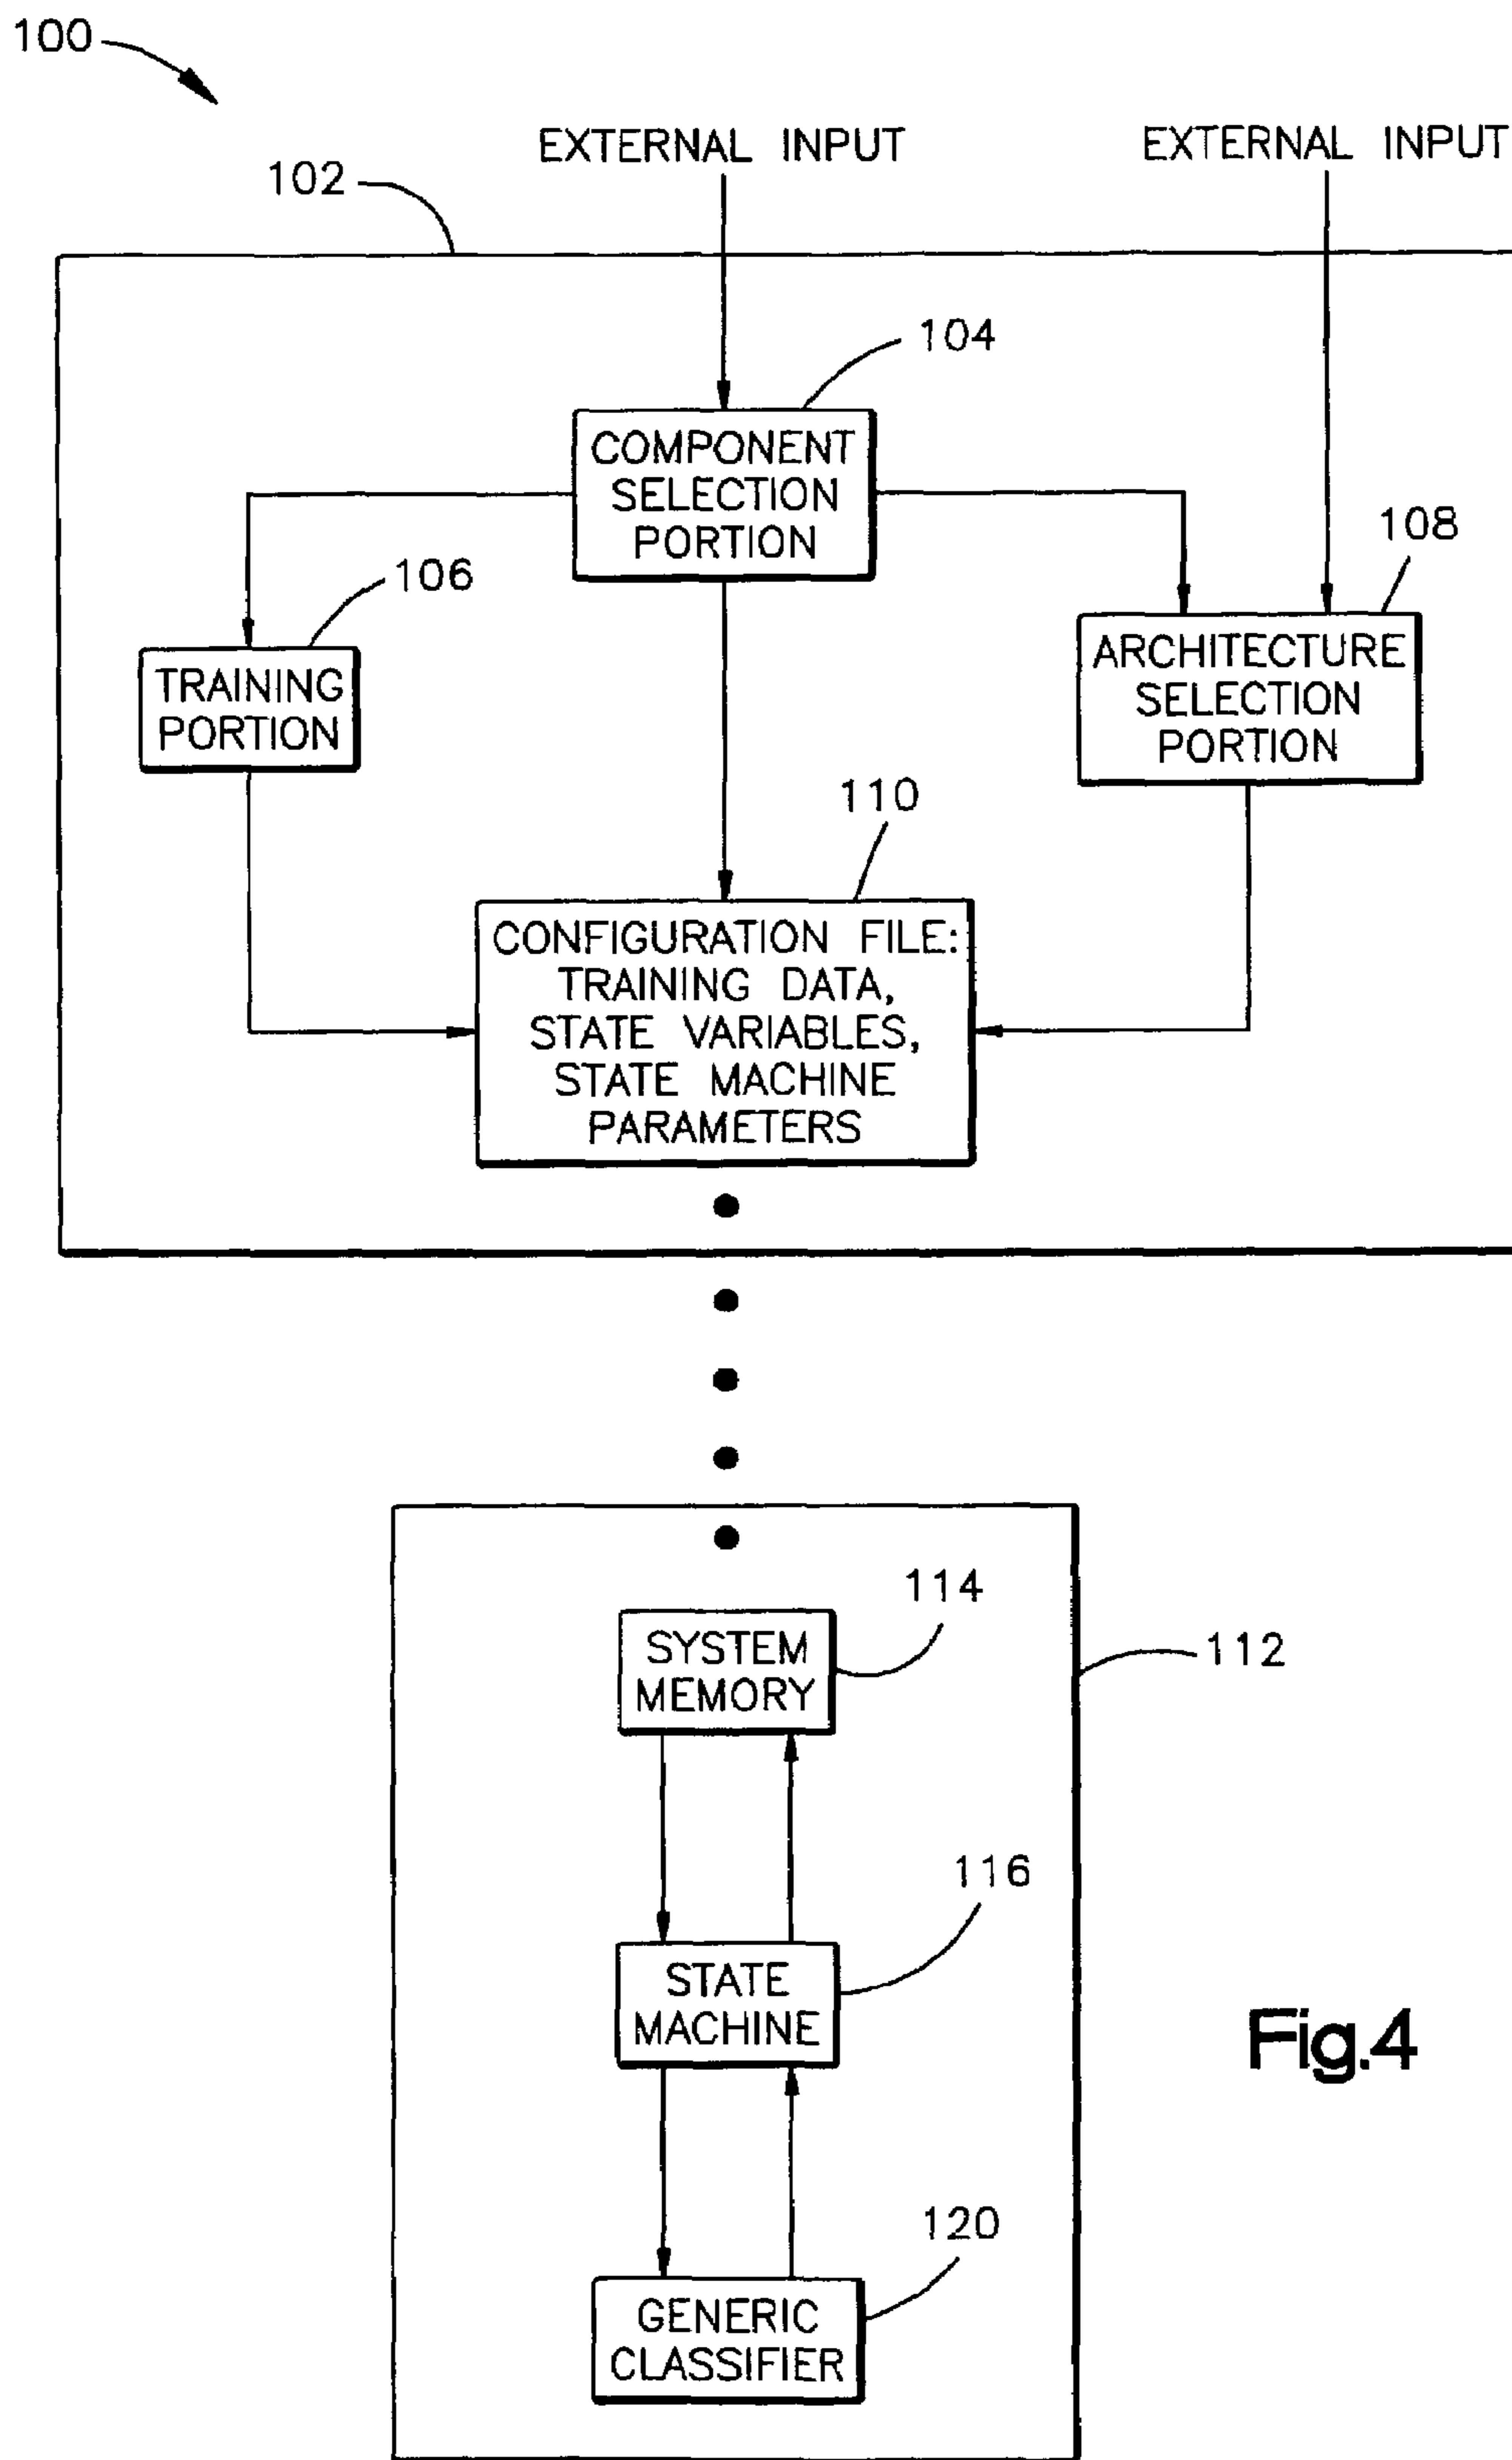 100
EXTERNAL INPUT
EXTERNAL INPUT
102
104
COMPONENT
SELECTION
PORTION
108
106
ARCHITECTURE
SELECTION
PORTION
TRAINING
PORTION
110
CONFIGURATION FILE:
TRAINING DATA,
STATE VARIABLES,
STATE MACHINE
PARAMETERS
114
SYSTEM
MEMORY
112
116
STATE
MACHINE
Fig.4
120
GENERIC
CLASSIFIER